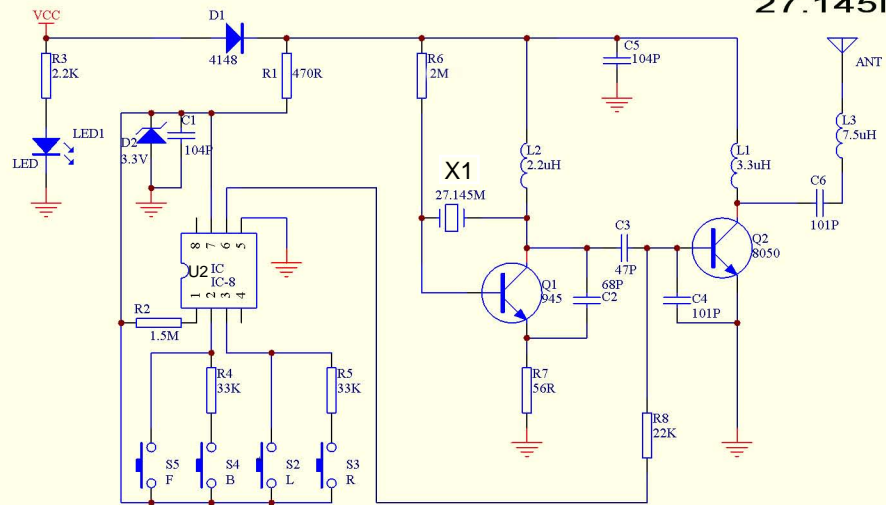 27.145
VCC
D1
4148
R3
2.2K
LED1
LED
R1
470R
D2
3.3V
C1
104P
R6
2M
C5
104P
ANT
L3
7.5uH
L2
2.2uH
L1
3.3uH
X1
27.145M
C6
101P
C3
47P
Q2
8050
8
7
6
5
U2
IC
IC-8
1
2
3
4
Q1
945
68P
C2
C4
101P
R2
1.5M
R4
33K
R5
33K
R7
56R
R8
22K
S5
F
S4
B
S2
L
S3
R